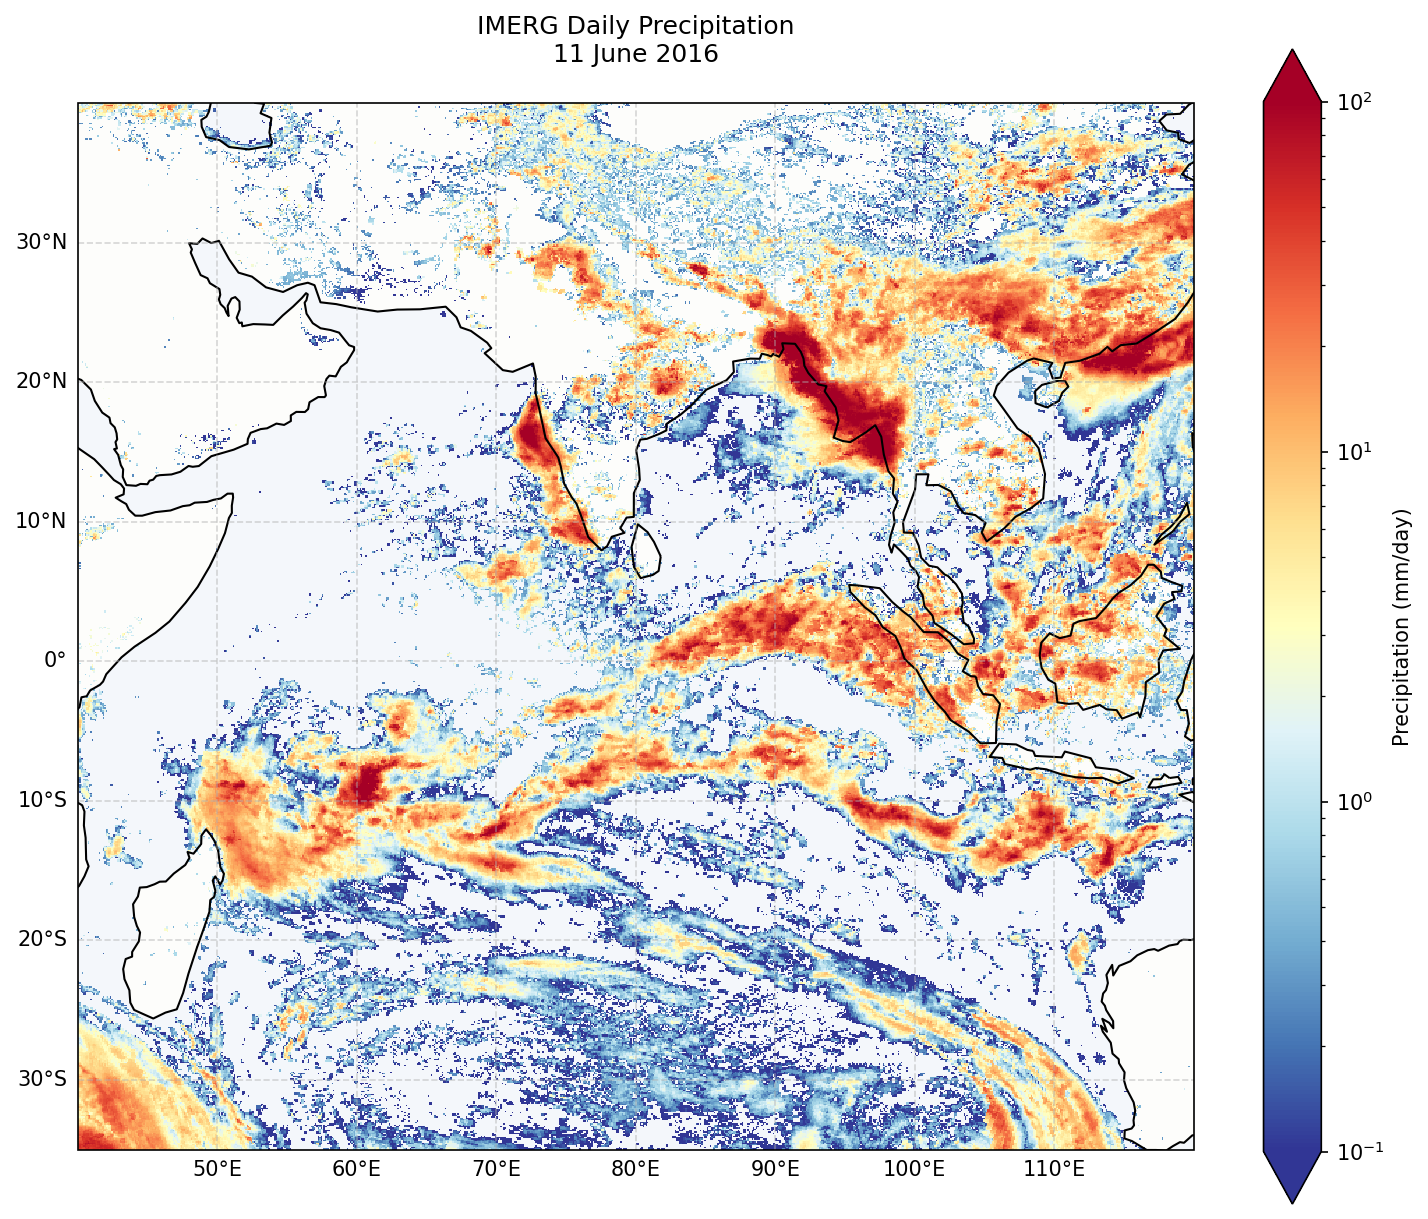 IMERG Daily Precipitation
11 June 2016
30°N
20°N
10°N
0°
10°S
20°S
30°S
50°E 60°E 70°E 80°E 90°E 100°E 110°E
10²
10¹
10⁰
10⁻¹
Precipitation (mm/day)